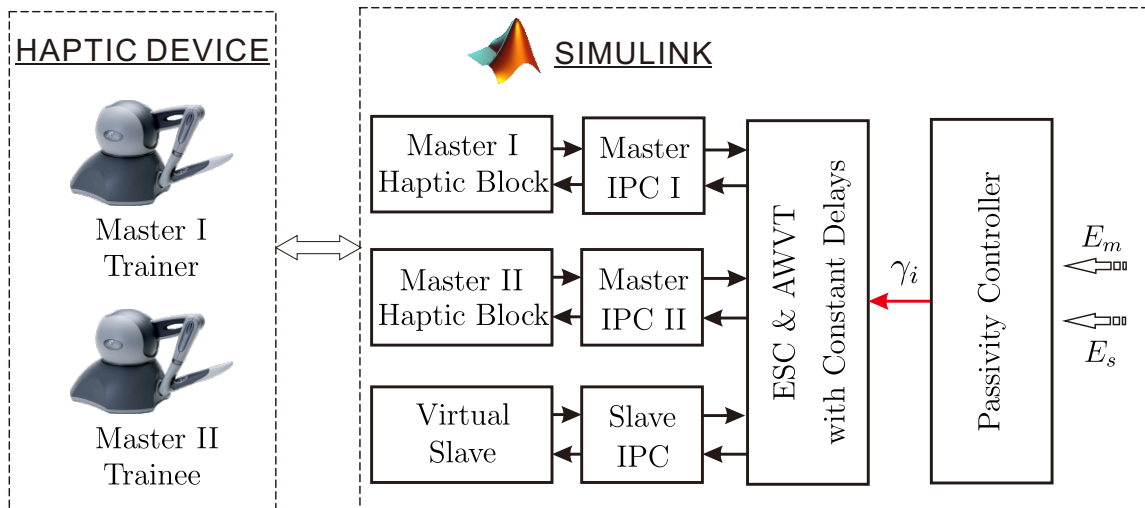 HAPTIC DEVICE
Master I
Trainer
Master II
Trainee
SIMULINK
Master I
Haptic Block
Master
IPC I
Master II
Haptic Block
Master
IPC II
Virtual
Slave
Slave
IPC
ESC & AWVT
with Constant Delays
γi
Passivity Controller
Em
Es